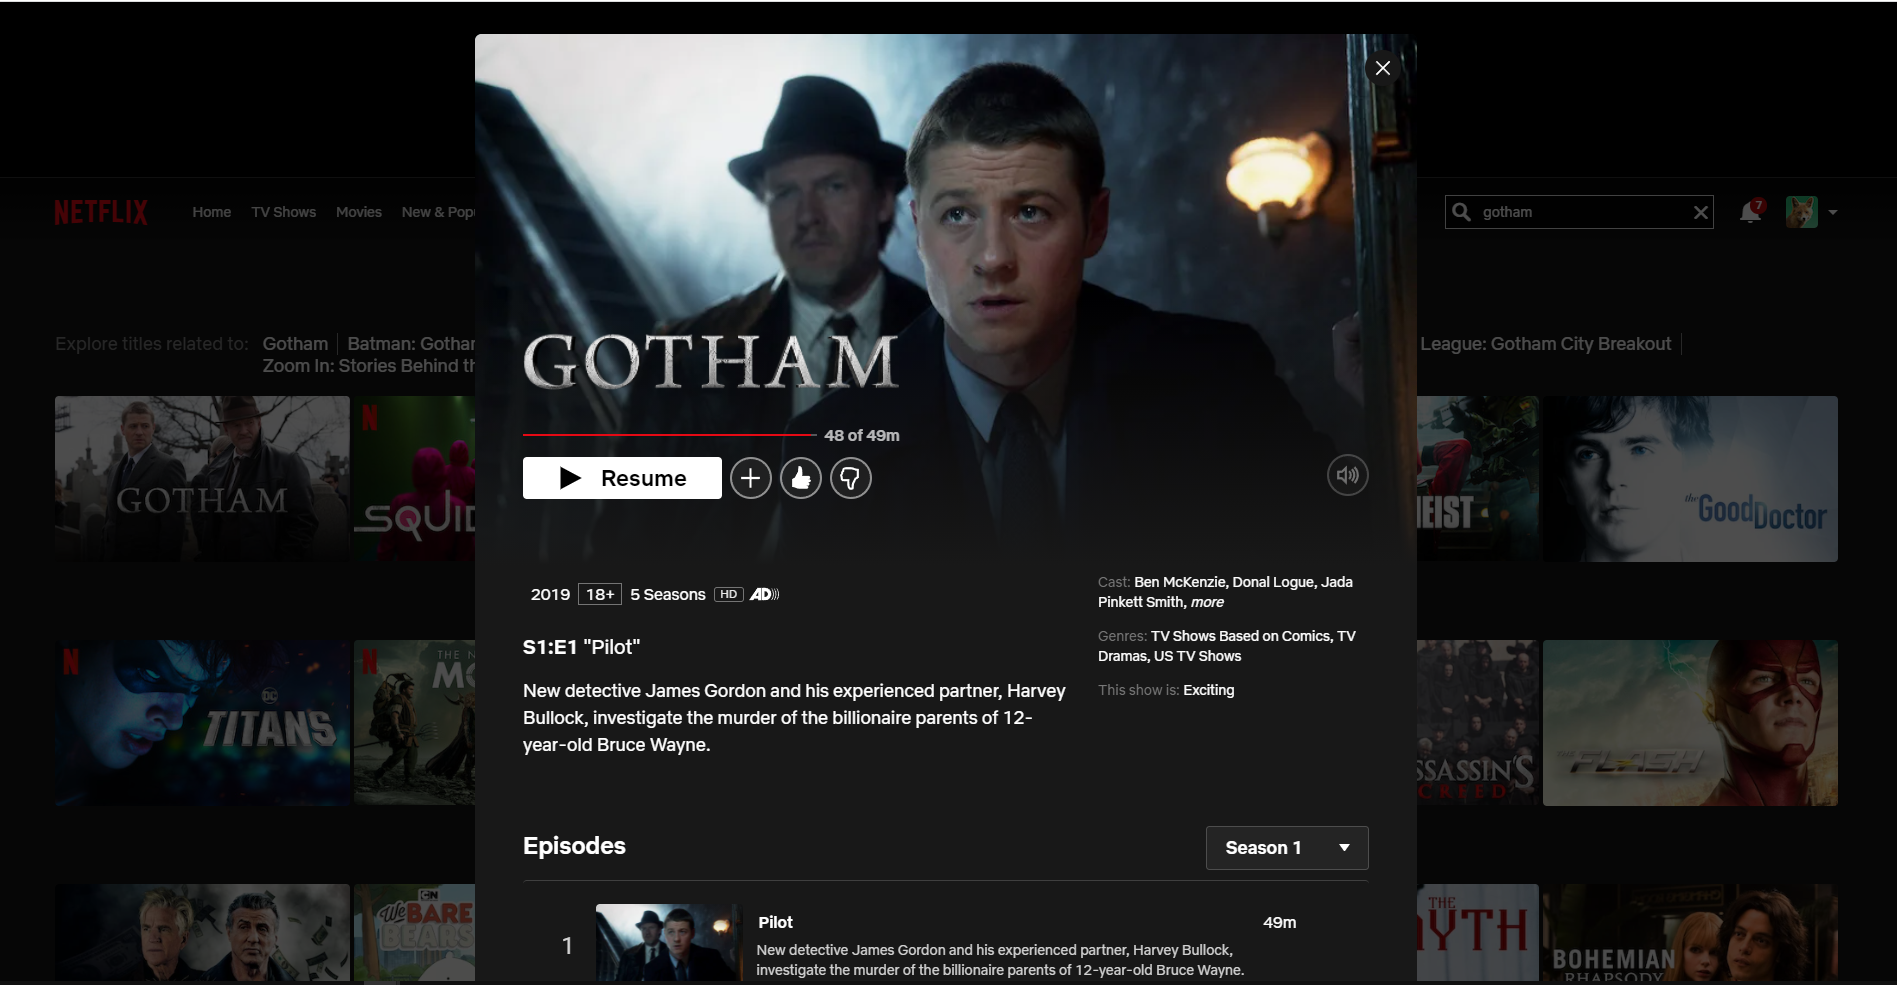 NETFLIX
Home TV Shows Movies New & Popu
gotham
7
Explore titles related to: Gotham Batman: Gotham
League: Gotham City Breakout
Zoom In: Stories Behind th
GOTHAM
48 of 49m
Resume
2019 18+ 5 Seasons HD AD
S1:E1 "Pilot"
New detective James Gordon and his experienced partner, Harvey
Bullock, investigate the murder of the billionaire parents of 12-
year-old Bruce Wayne.
Cast: Ben McKenzie, Donal Logue, Jada
Pinkett Smith, more
Genres: TV Shows Based on Comics, TV
Dramas, US TV Shows
This show is: Exciting
Episodes
Season 1
1
Pilot
49m
New detective James Gordon and his experienced partner, Harvey Bullock,
investigate the murder of the billionaire parents of 12-year-old Bruce Wayne.
GOTHAM
N
SQUID
EIST
the Good Doctor
N
DC
TITANS
N
THE N
MO
SSASSIN'S
CREED
THE FLASH
CN
We BARE
BEARS
THE
MYTH
BOHEMIAN
RHAPSODY